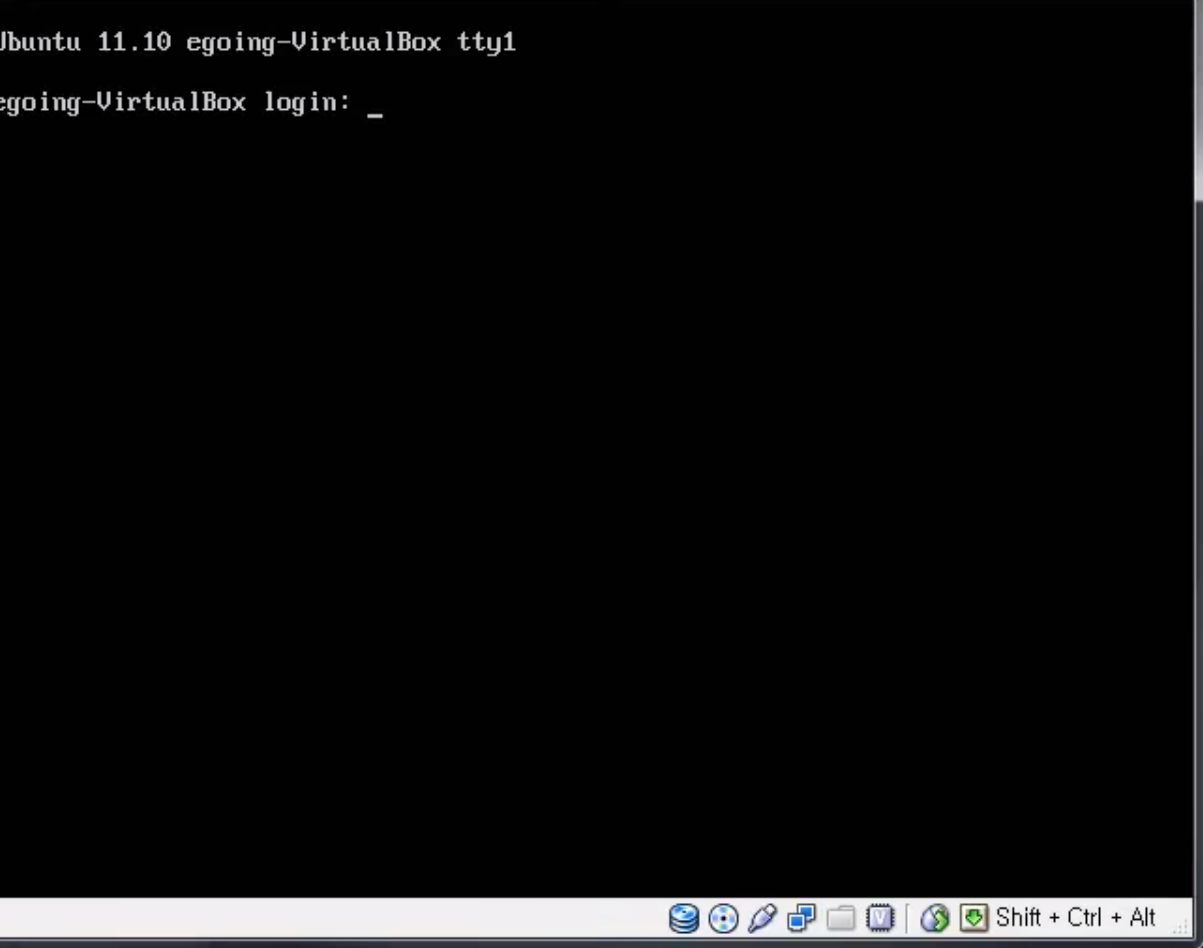 Ubuntu 11.10 egoing-VirtualBox tty1
egoing-VirtualBox login: _
Shift + Ctrl + Alt